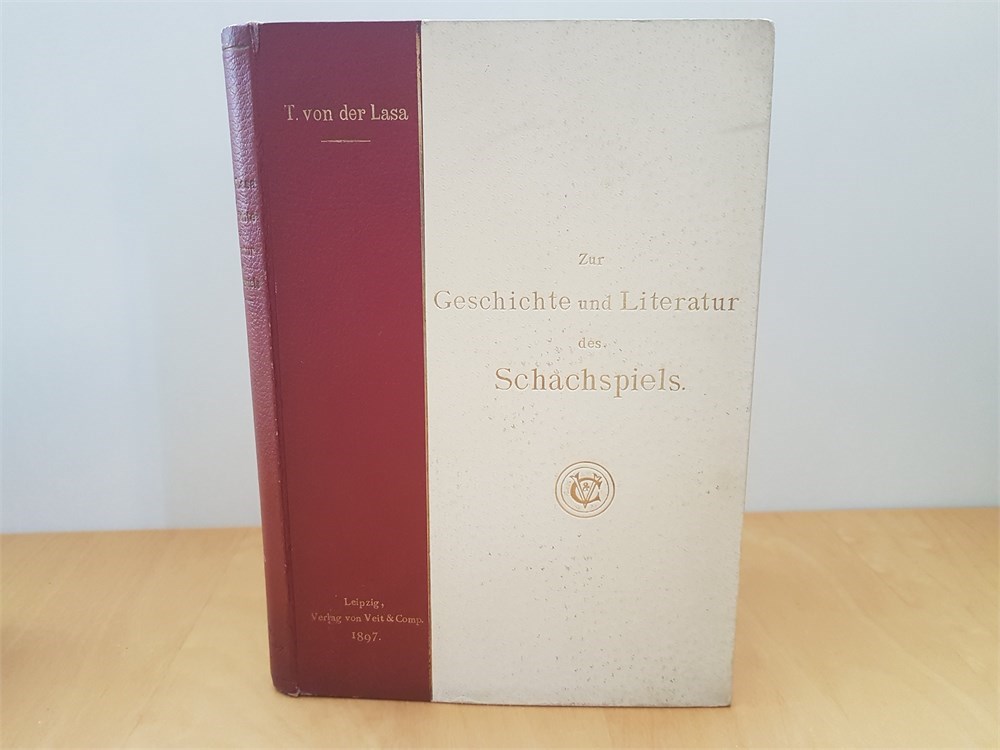 T. von der Lasa
Zur
Geschichte und Literatur
des
Schachspiels.
Leipzig,
Verlag von Veit & Comp.
1897.